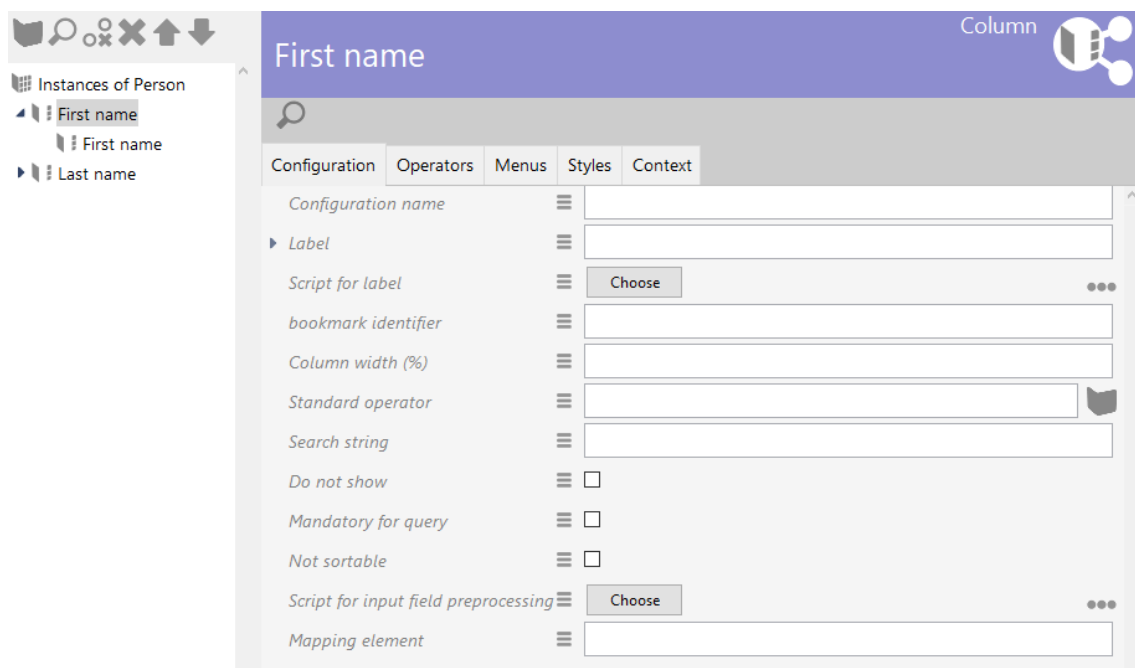 Column
First name
Instances of Person
First name
First name
Last name
Configuration Operators Menus Styles Context
Configuration name
Label
Script for label Choose
bookmark identifier
Column width (%)
Standard operator
Search string
Do not show
Mandatory for query
Not sortable
Script for input field preprocessing Choose
Mapping element